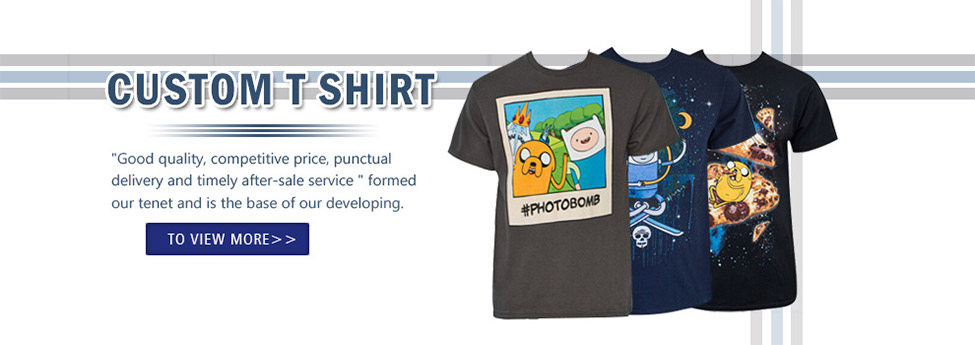 CUSTOM T SHIRT
"Good quality, competitive price, punctual
delivery and timely after-sale service " formed
our tenet and is the base of our developing.
TO VIEW MORE>>
#PHOTOBOMB